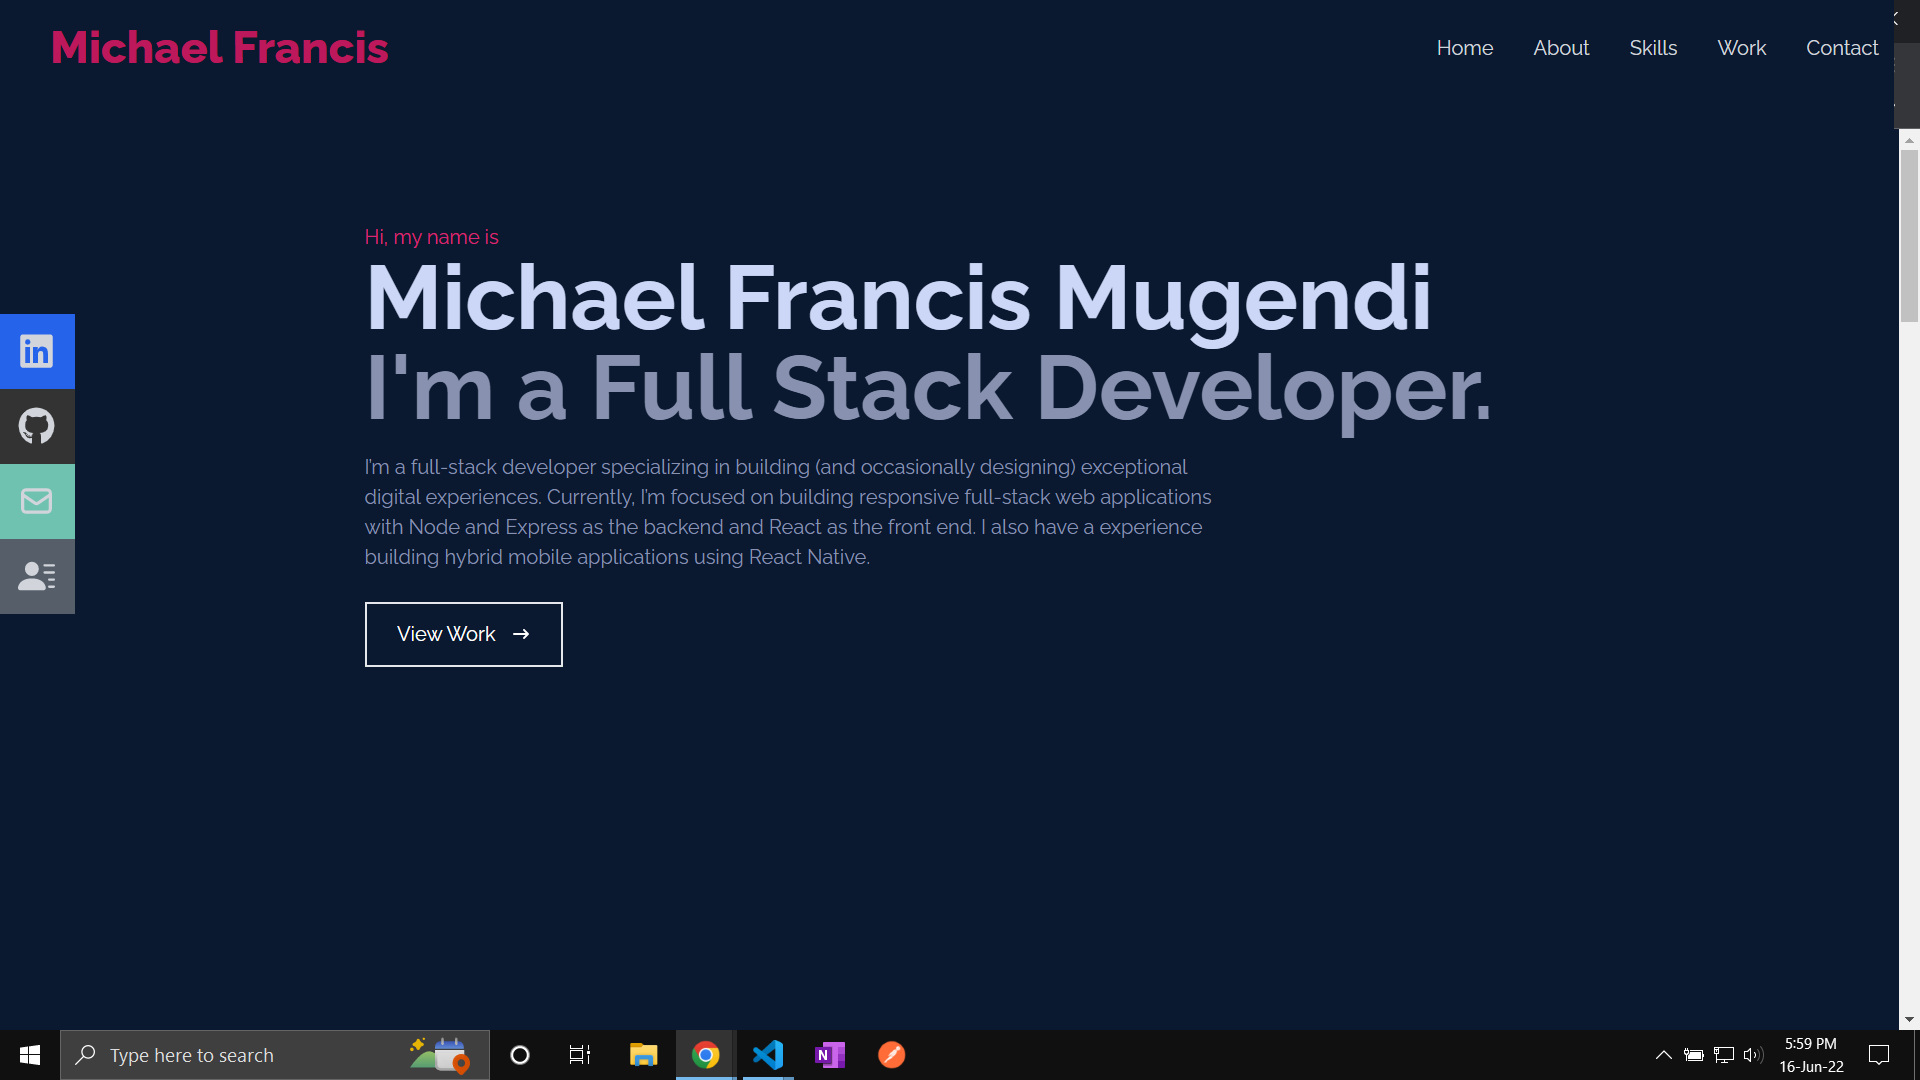 Michael Francis
Home About Skills Work Contact
Hi, my name is
Michael Francis Mugendi
I'm a Full Stack Developer.
I'm a full-stack developer specializing in building (and occasionally designing) exceptional
digital experiences. Currently, I'm focused on building responsive full-stack web applications
with Node and Express as the backend and React as the front end. I also have a experience
building hybrid mobile applications using React Native.
View Work
in
Type here to search
N
5:59 PM
16-Jun-22